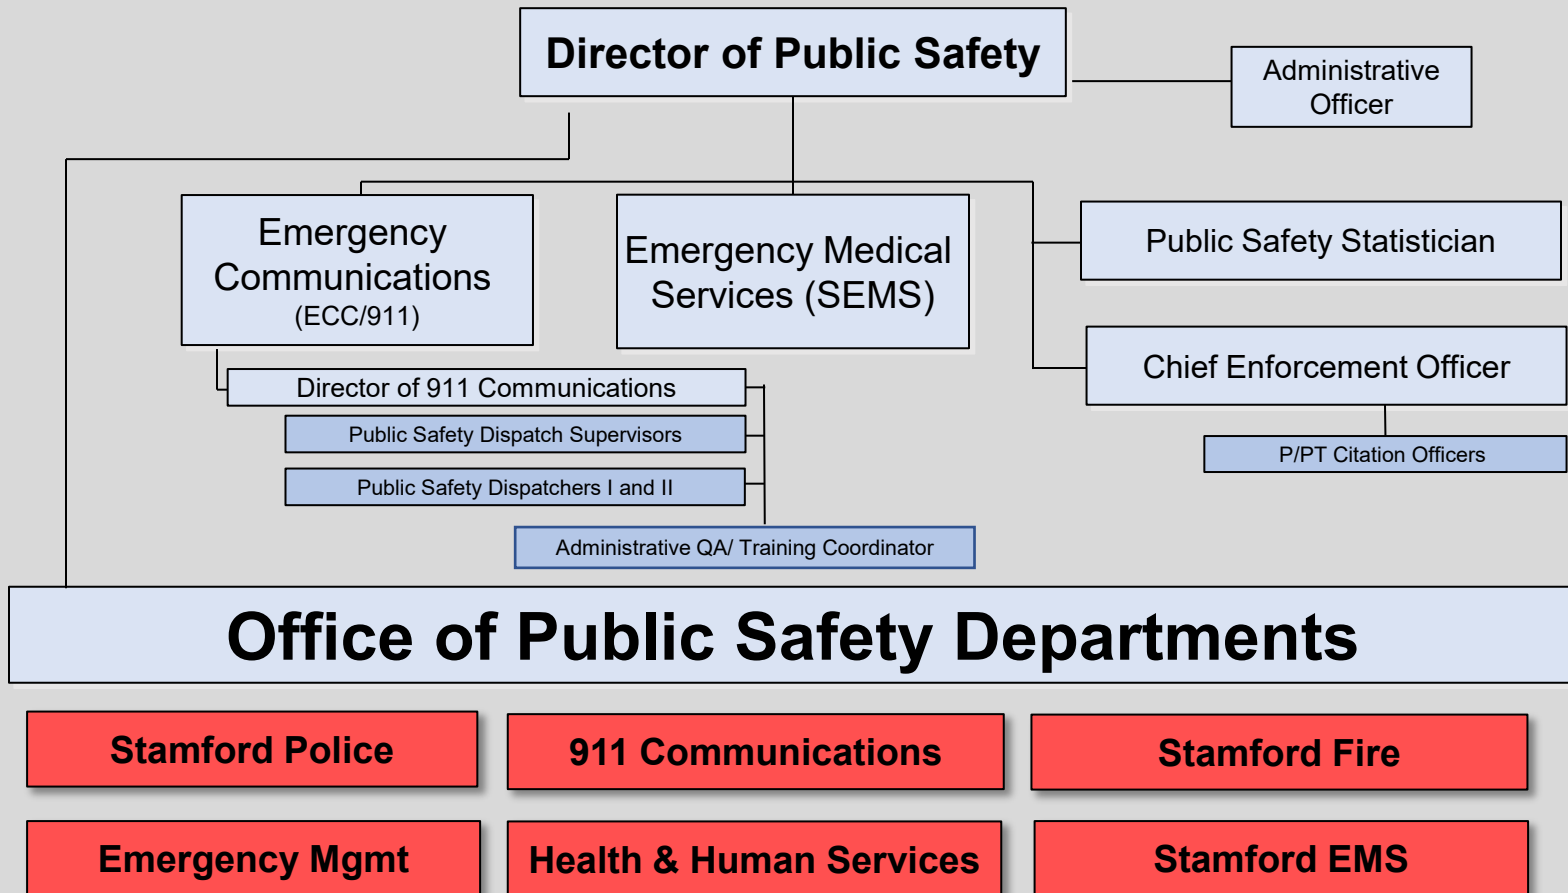 Director of Public Safety
Administrative
Officer
Emergency
Communications
(ECC/911)
Emergency Medical
Services (SEMS)
Public Safety Statistician
Chief Enforcement Officer
Director of 911 Communications
Public Safety Dispatch Supervisors
P/PT Citation Officers
Public Safety Dispatchers I and II
Administrative QA/ Training Coordinator
Office of Public Safety Departments
Stamford Police
911 Communications
Stamford Fire
Emergency Mgmt
Health & Human Services
Stamford EMS